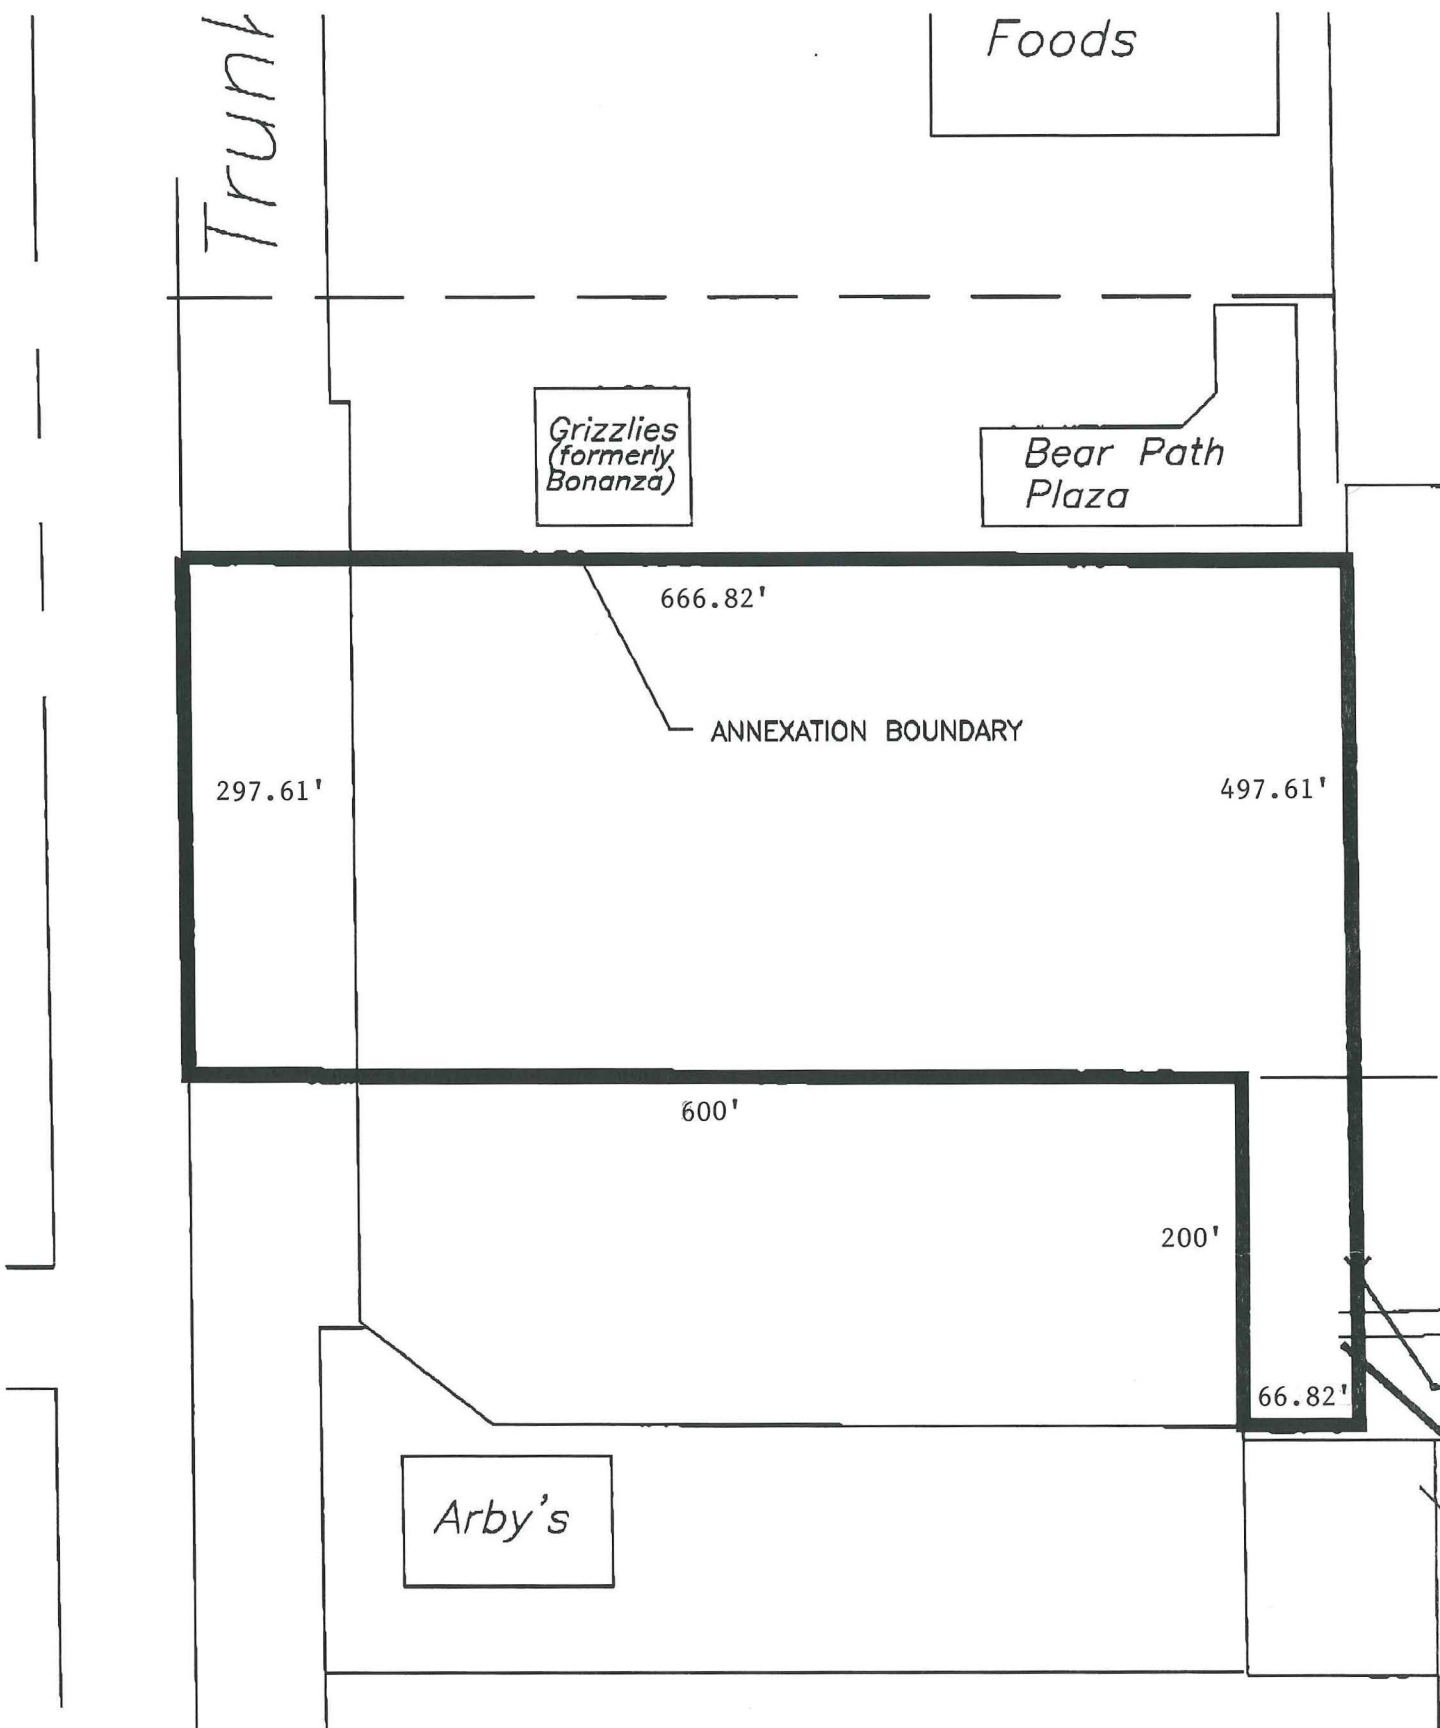 Foods
Grizzlies
(formerly
Bonanza)
Bear Path
Plaza
666.82'
ANNEXATION BOUNDARY
297.61'
497.61'
600'
200'
66.82'
Arby's